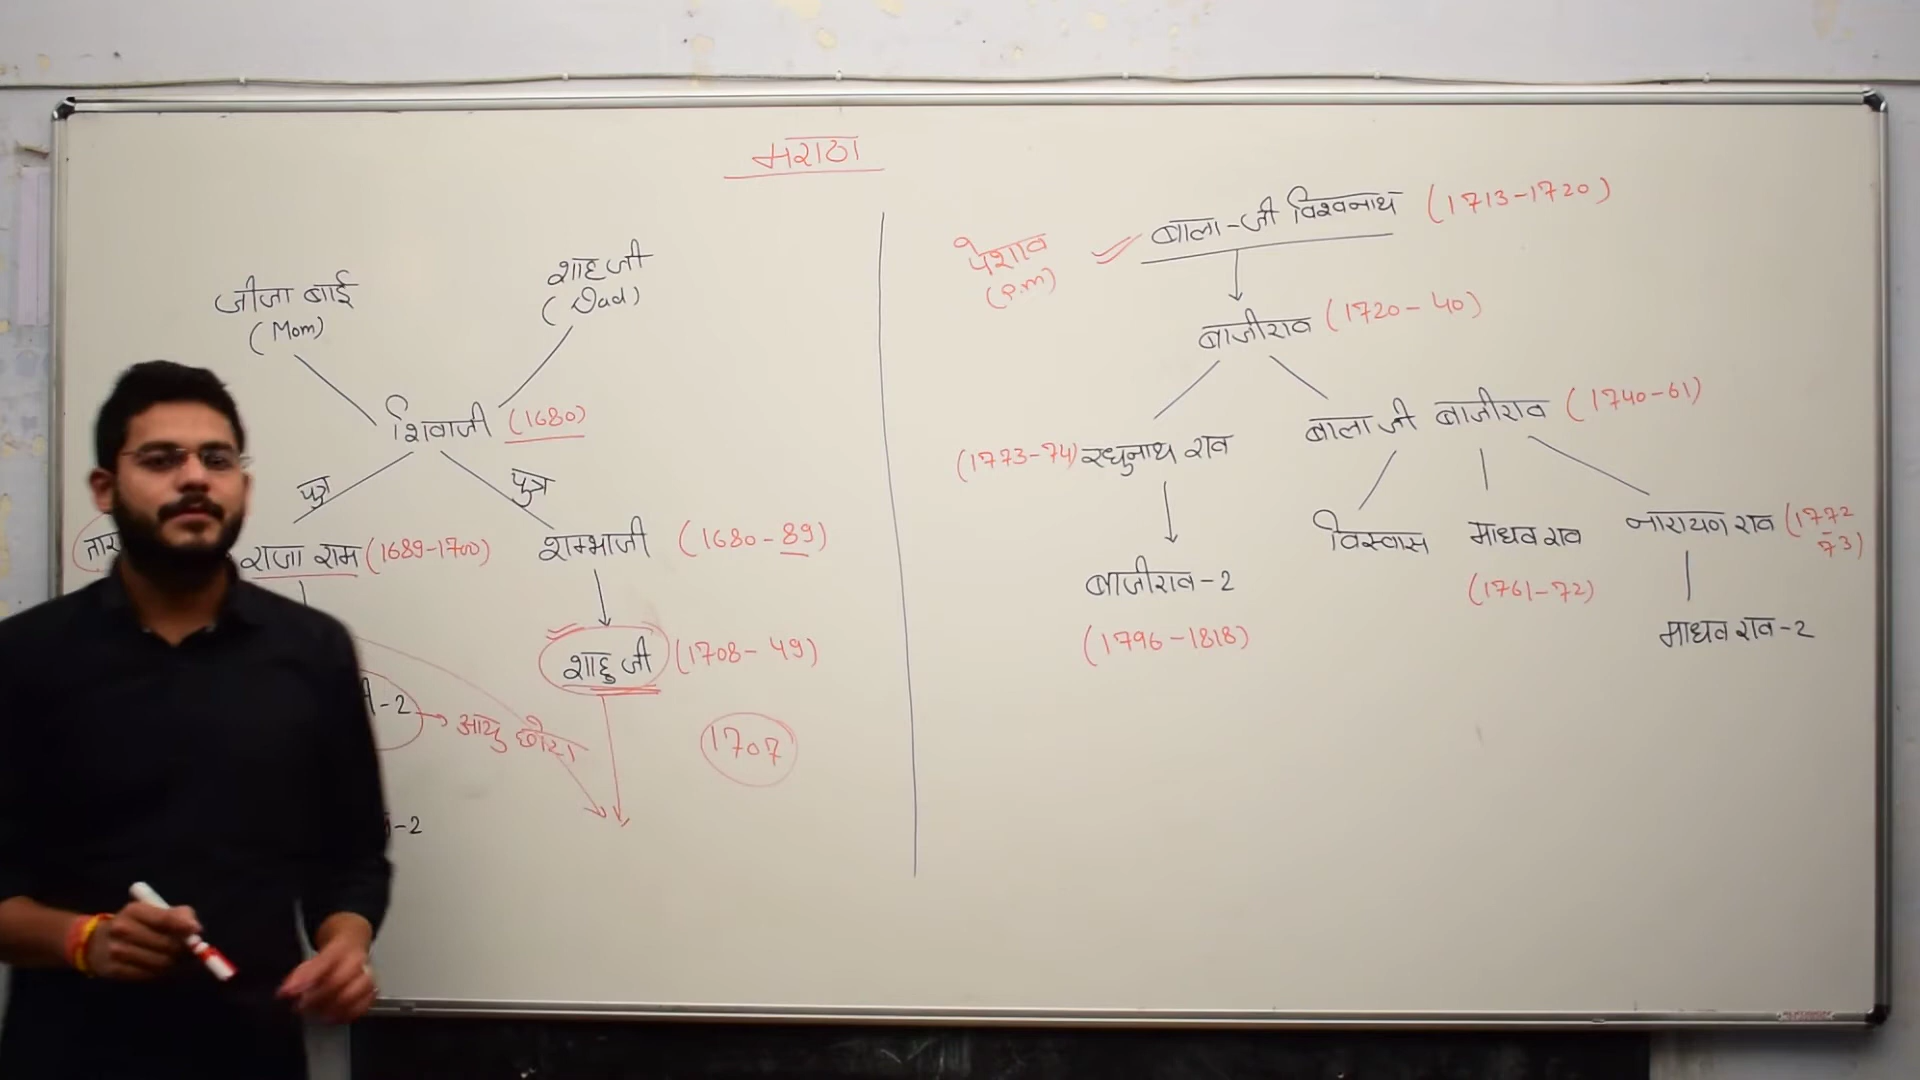 मराठा
जीजा बाई
(Mom)
शाहजी
(Dad)
शिवाजी (1680)
पुत्र
पुत्र
तार
राजा राम (1689-1700)
शम्भाजी (1680-89)
शाहु जी (1708-49)
-2 → आयु छोटा
1707
-2
पेशाव
(P.m)
बाला-जी विश्वनाथ (1713-1720)
बाजीराव (1720-40)
(1773-74) रघुनाथ राव
बालाजी बाजीराव (1740-61)
बाजीराव-2
(1796-1818)
विस्वास
माधव राव
(1761-72)
नारायण राव (1772
-73)
माधव राव-2